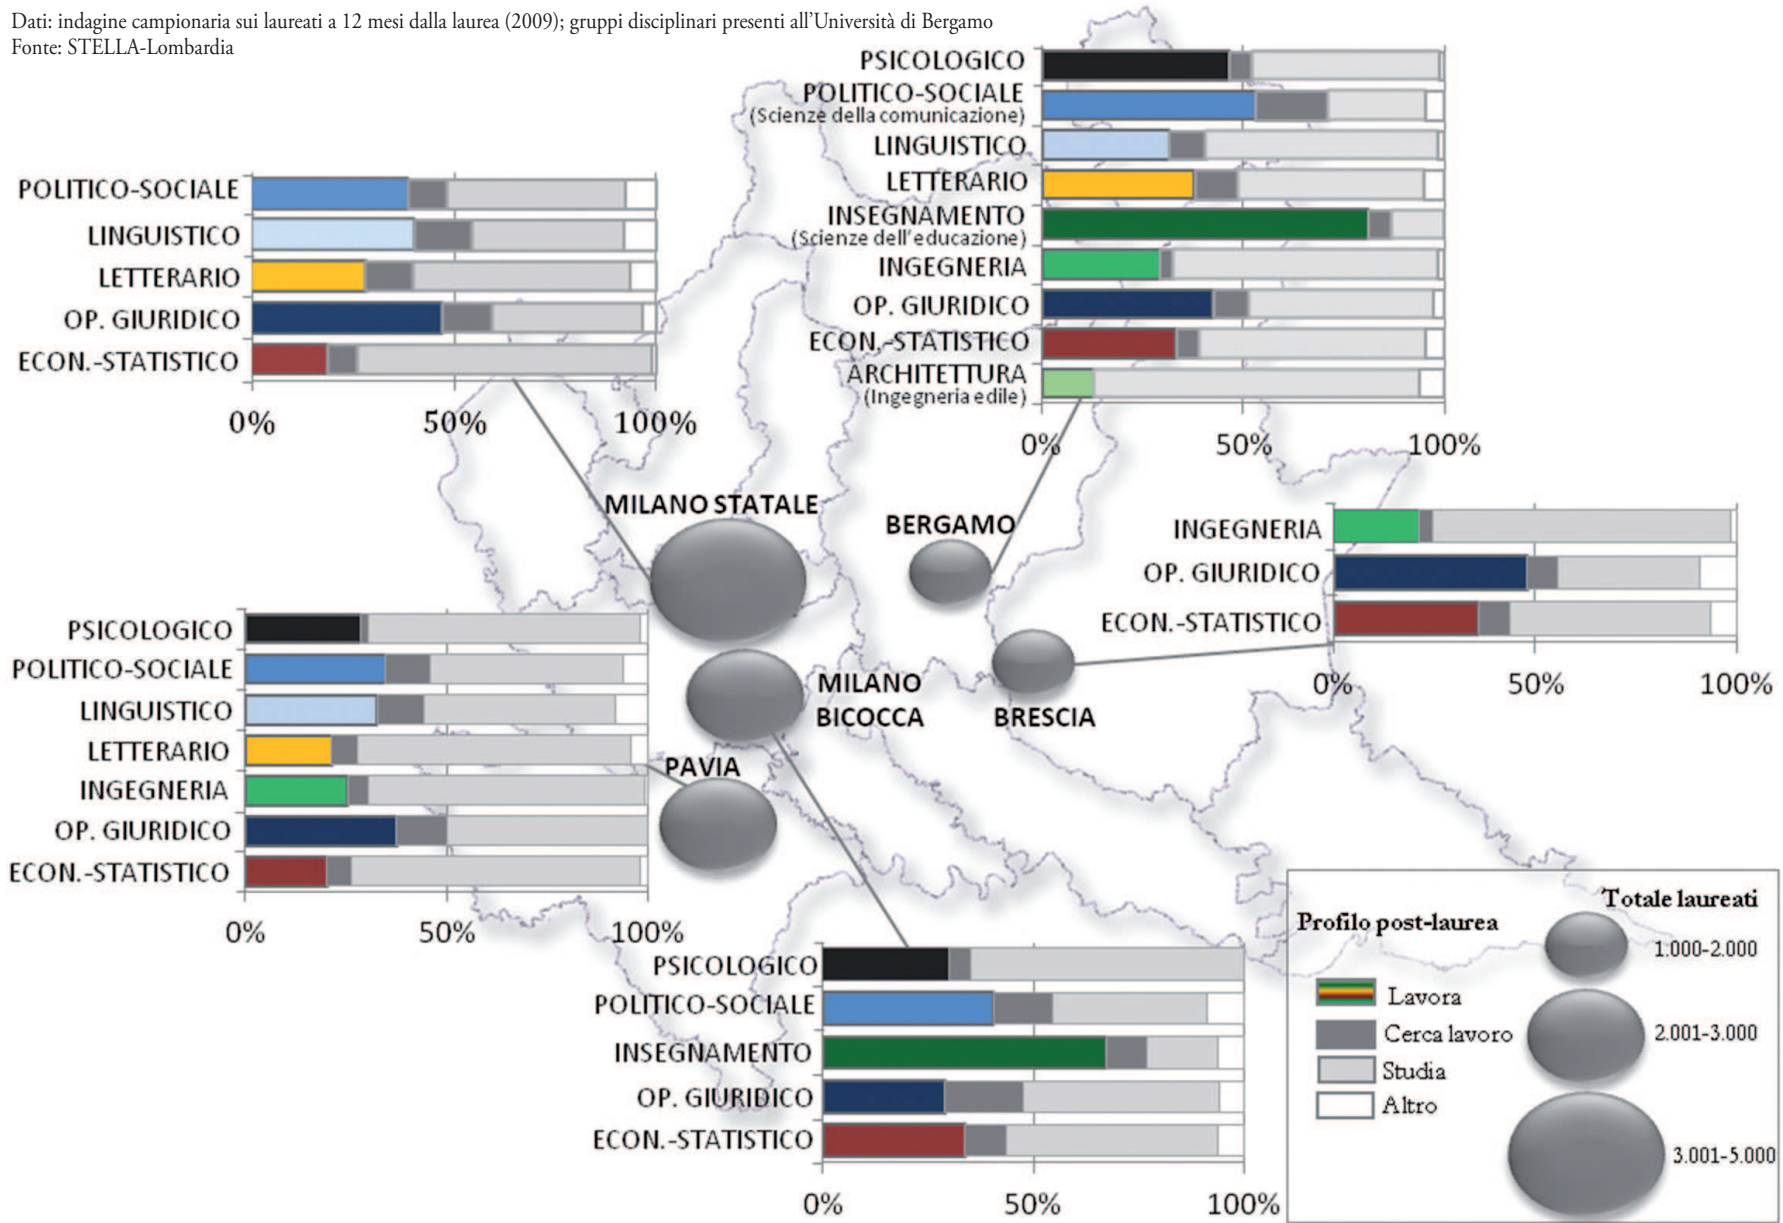 Dati: indagine campionaria sui laureati a 12 mesi dalla laurea (2009); gruppi disciplinari presenti all'Università di Bergamo
Fonte: STELLA-Lombardia
PSICOLOGICO
POLITICO-SOCIALE
(Scienze della comunicazione)
LINGUISTICO
LETTERARIO
INSEGNAMENTO
(Scienze dell'educazione)
INGEGNERIA
OP. GIURIDICO
ECON.-STATISTICO
ARCHITETTURA
(Ingegneria edile)
0% 50% 100%
POLITICO-SOCIALE
LINGUISTICO
LETTERARIO
OP. GIURIDICO
ECON.-STATISTICO
0% 50% 100%
MILANO STATALE
BERGAMO
INGEGNERIA
OP. GIURIDICO
ECON.-STATISTICO
0% 50% 100%
PSICOLOGICO
POLITICO-SOCIALE
LINGUISTICO
LETTERARIO
INGEGNERIA
OP. GIURIDICO
ECON.-STATISTICO
0% 50% 100%
MILANO
BICOCCA
BRESCIA
PAVIA
PSICOLOGICO
POLITICO-SOCIALE
INSEGNAMENTO
OP. GIURIDICO
ECON.-STATISTICO
0% 50% 100%
Profilo post-laurea
Lavora
Cerca lavoro
Studia
Altro
Totale laureati
1.000-2.000
2.001-3.000
3.001-5.000